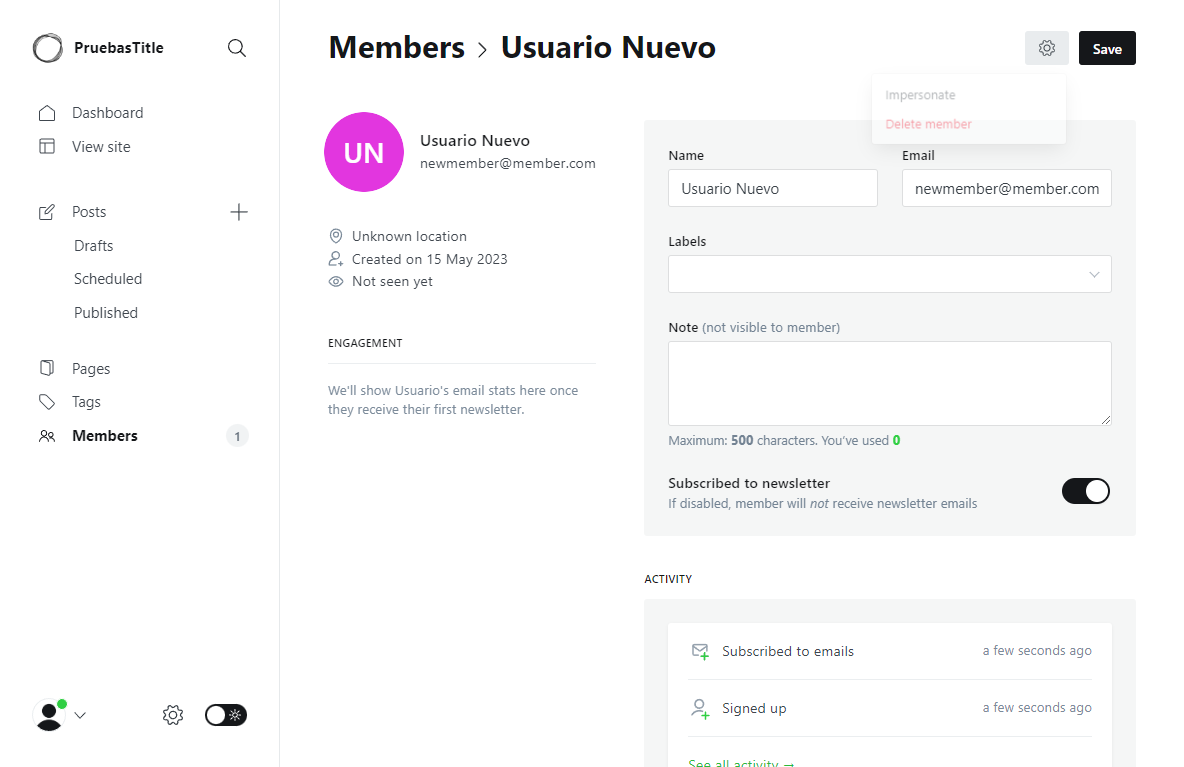 PruebasTitle
Dashboard
View site
Posts
Drafts
Scheduled
Published
Pages
Tags
Members 1
Members > Usuario Nuevo
Save
Impersonate
Delete member
UN
Usuario Nuevo
newmember@member.com
Unknown location
Created on 15 May 2023
Not seen yet
ENGAGEMENT
We'll show Usuario's email stats here once
they receive their first newsletter.
Name
Usuario Nuevo
Email
newmember@member.com
Labels
Note (not visible to member)
Maximum: 500 characters. You've used 0
Subscribed to newsletter
If disabled, member will not receive newsletter emails
ACTIVITY
Subscribed to emails a few seconds ago
Signed up a few seconds ago
See all activity →